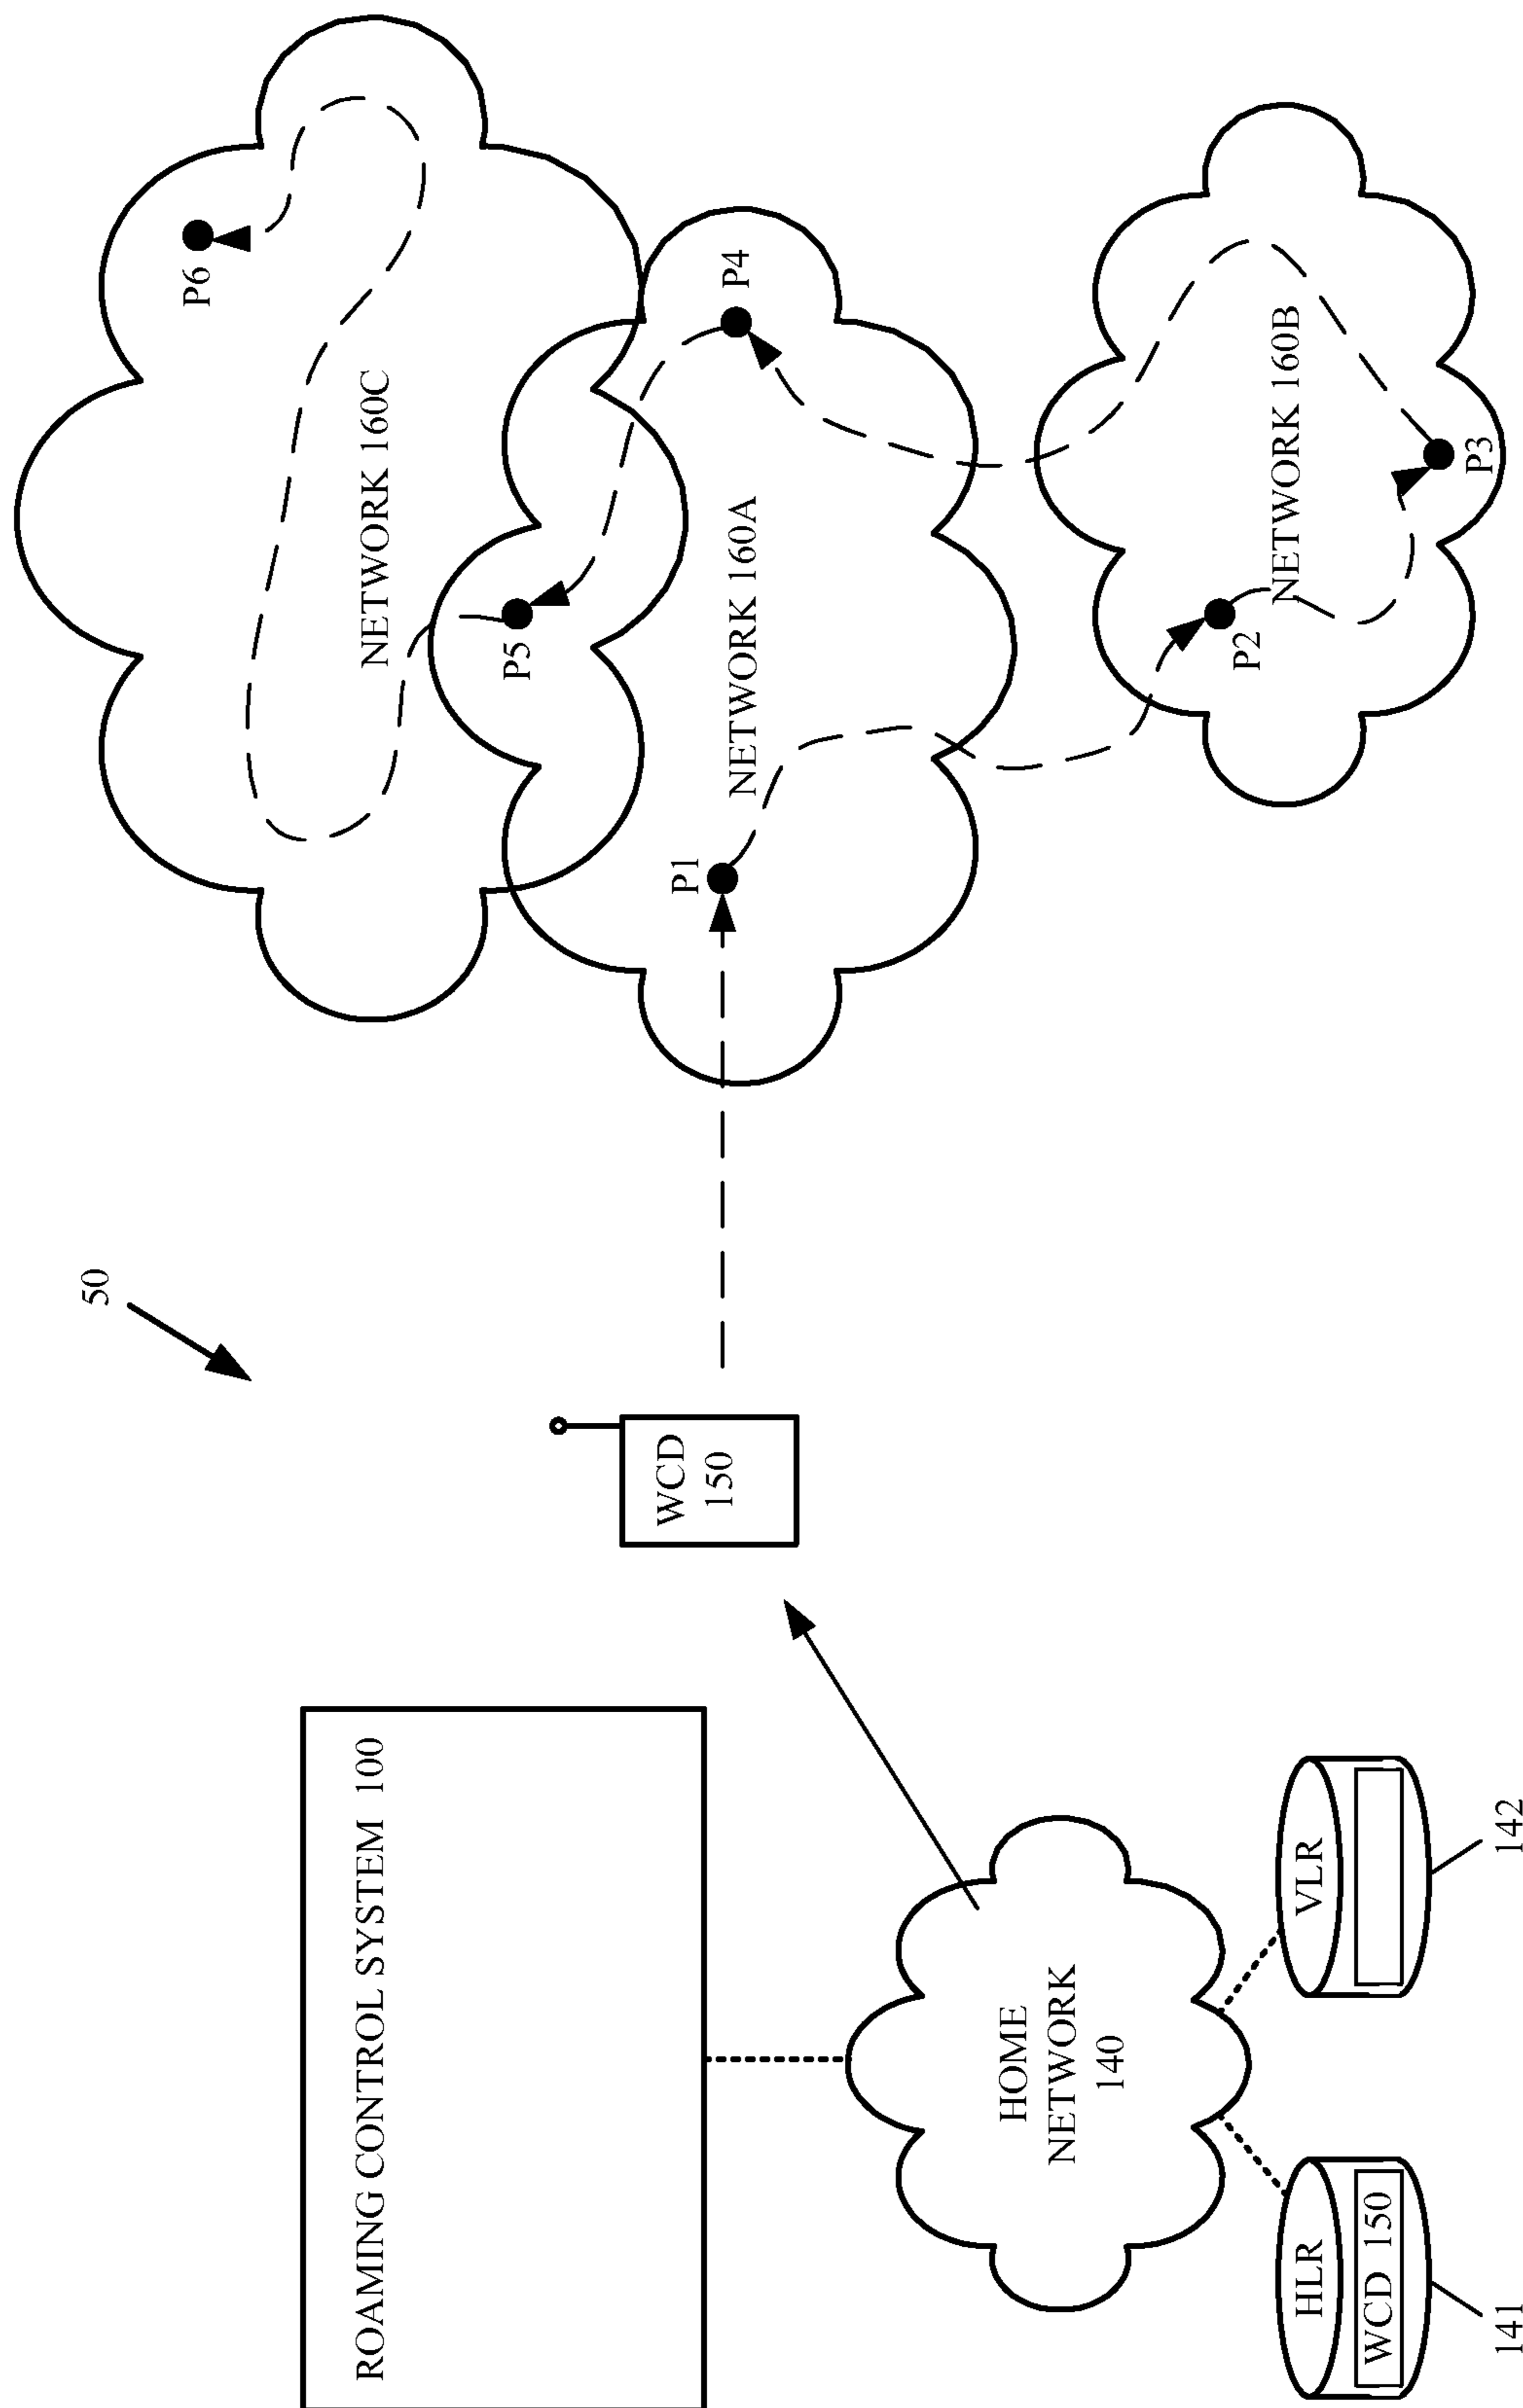 50
ROAMING CONTROL SYSTEM 100
HOME
NETWORK
140
HLR
WCD 150
141
VLR
142
WCD
150
NETWORK 160C
P6
P5
NETWORK 160A
P1
P4
NETWORK 160B
P2
P3